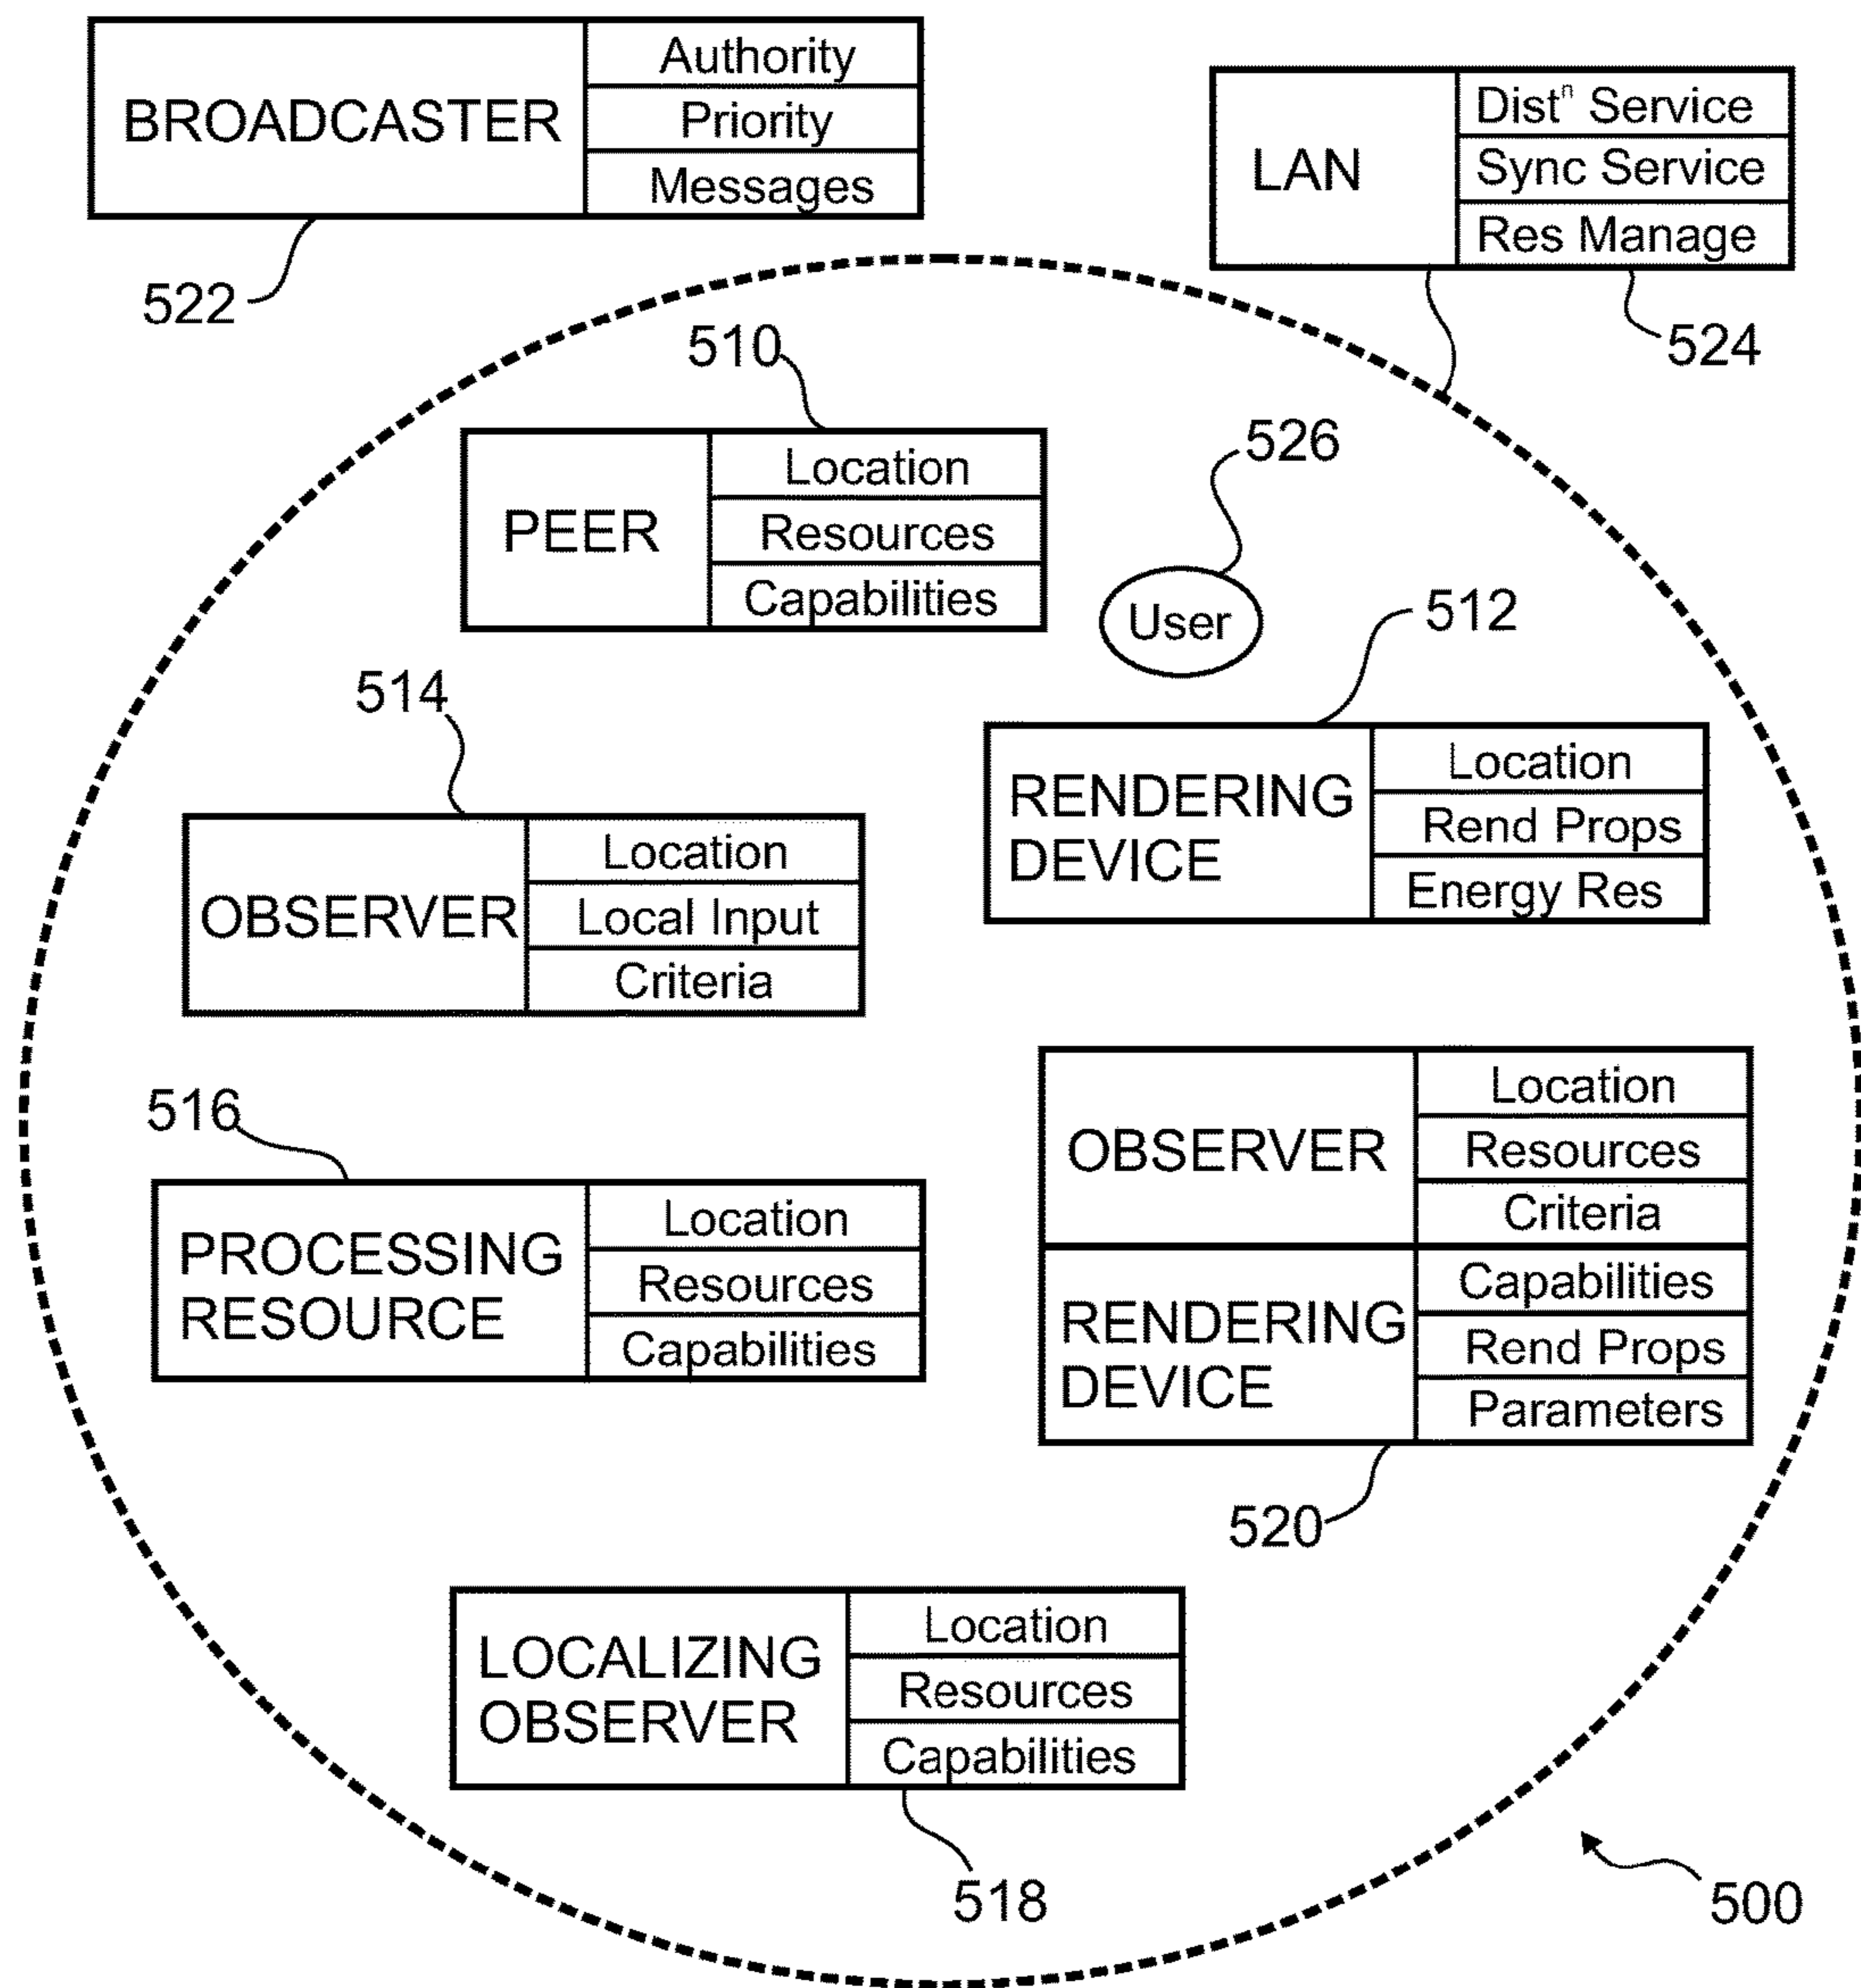 BROADCASTER
Authority
Priority
Messages
522
LAN
Distⁿ Service
Sync Service
Res Manage
524
510
PEER
Location
Resources
Capabilities
526
User
512
RENDERING
DEVICE
Location
Rend Props
Energy Res
514
OBSERVER
Location
Local Input
Criteria
516
PROCESSING
RESOURCE
Location
Resources
Capabilities
OBSERVER
Location
Resources
Criteria
RENDERING
DEVICE
Capabilities
Rend Props
Parameters
520
LOCALIZING
OBSERVER
Location
Resources
Capabilities
518
500